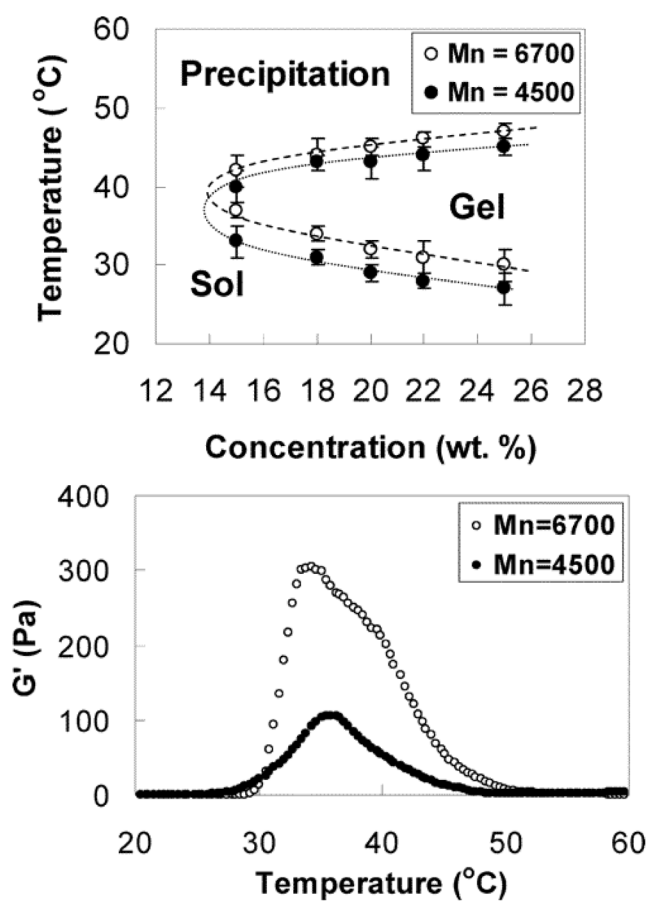 60
50
40
30
20
Temperature (°C)
Precipitation
Mn = 6700
Mn = 4500
Gel
Sol
12 14 16 18 20 22 24 26 28
Concentration (wt. %)
400
300
200
100
0
G' (Pa)
Mn=6700
Mn=4500
20 30 40 50 60
Temperature (°C)